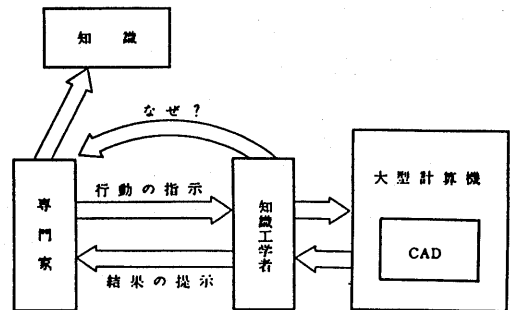 知識
なぜ？
行動の指示
専門家
知識工学者
大型計算機
CAD
結果の提示